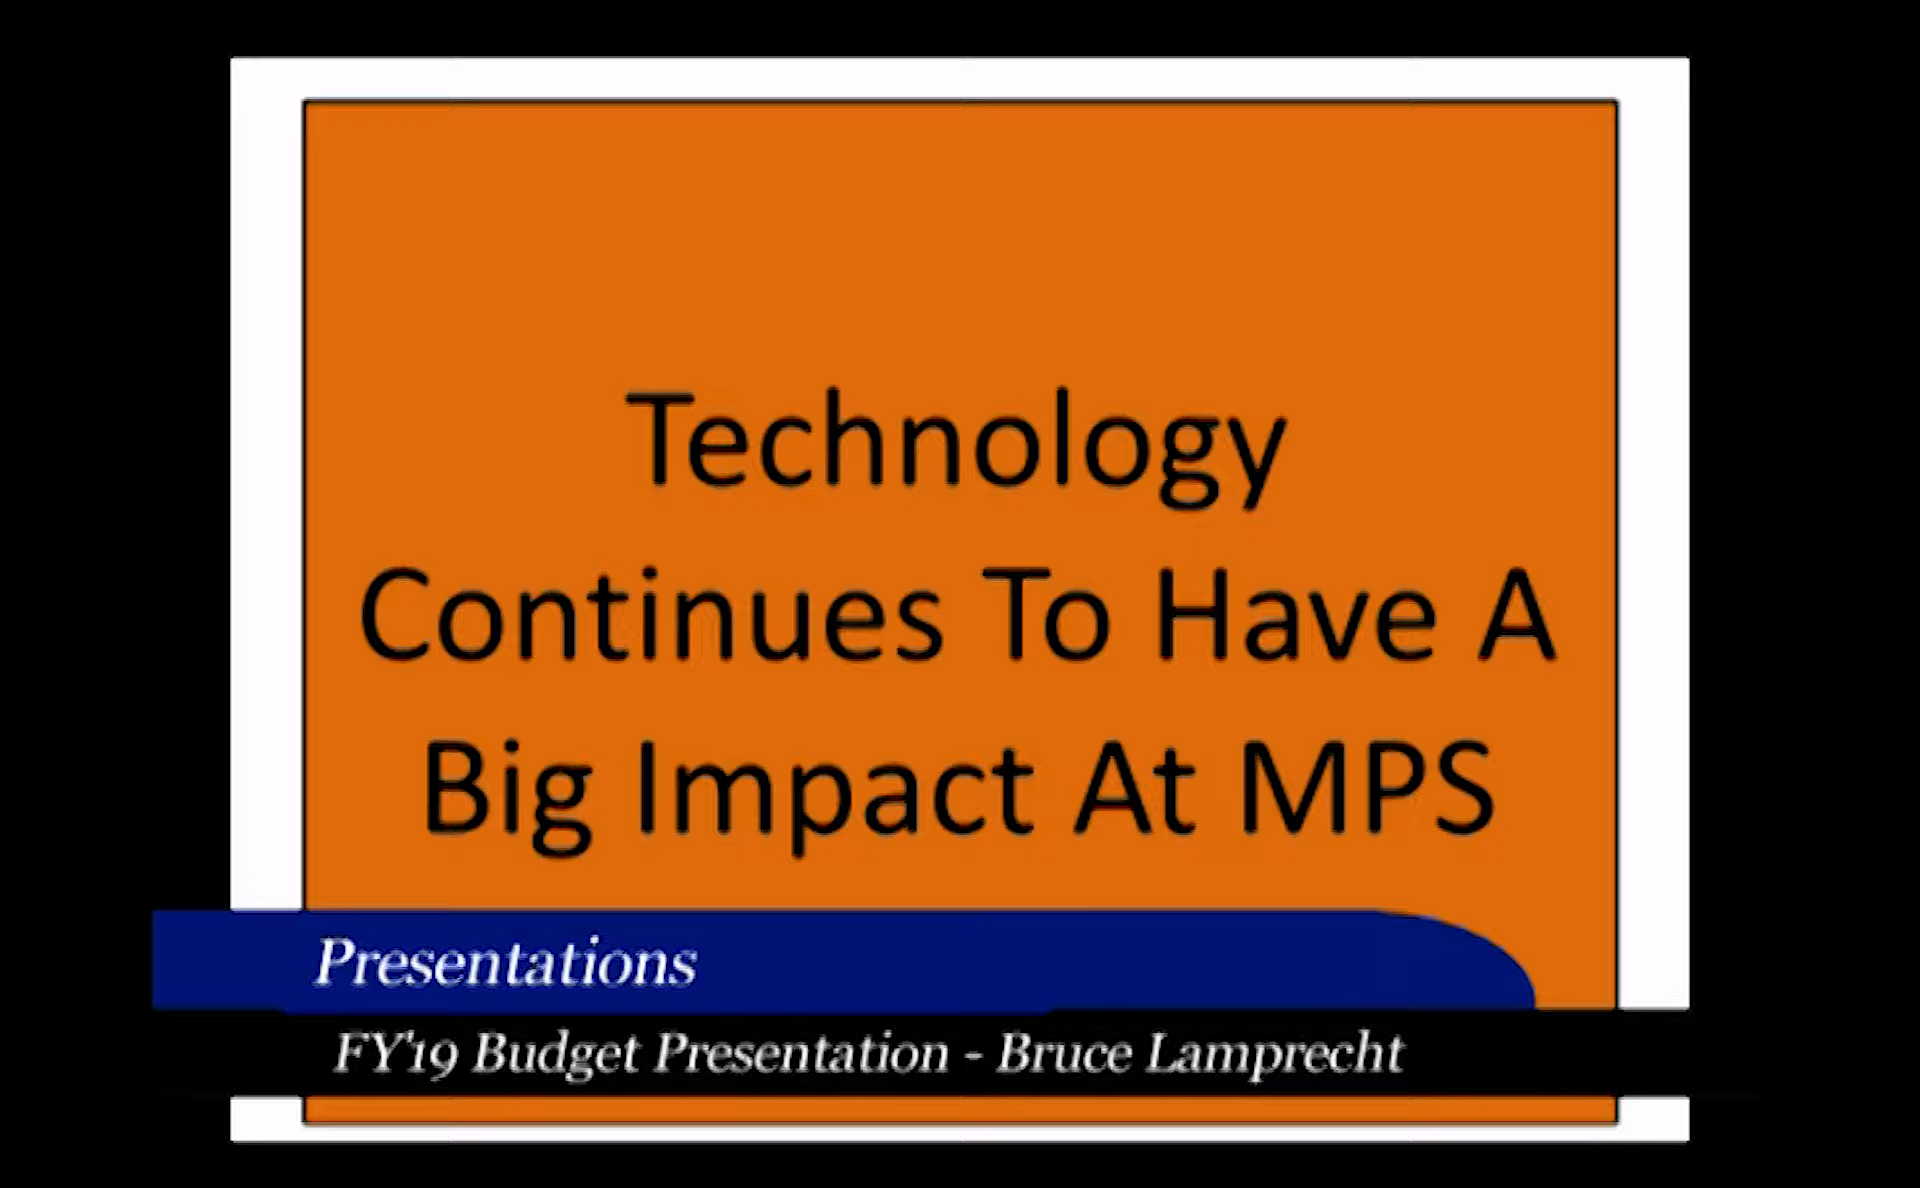 Technology
Continues To Have A
Big Impact At MPS
Presentations
FY'19 Budget Presentation - Bruce Lamprecht